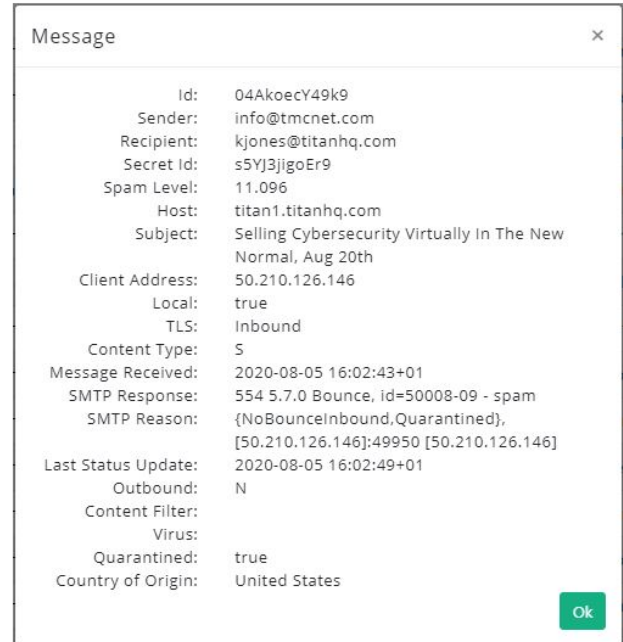 Message ×
Id: 04AkoecY49k9
Sender: info@tmcnet.com
Recipient: kjones@titanhq.com
Secret Id: s5YJ3jigoEr9
Spam Level: 11.096
Host: titan1.titanhq.com
Subject: Selling Cybersecurity Virtually In The New
Normal, Aug 20th
Client Address: 50.210.126.146
Local: true
TLS: Inbound
Content Type: S
Message Received: 2020-08-05 16:02:43+01
SMTP Response: 554 5.7.0 Bounce, id=50008-09 - spam
SMTP Reason: {NoBounceInbound,Quarantined},
[50.210.126.146]:49950 [50.210.126.146]
Last Status Update: 2020-08-05 16:02:49+01
Outbound: N
Content Filter:
Virus:
Quarantined: true
Country of Origin: United States
Ok